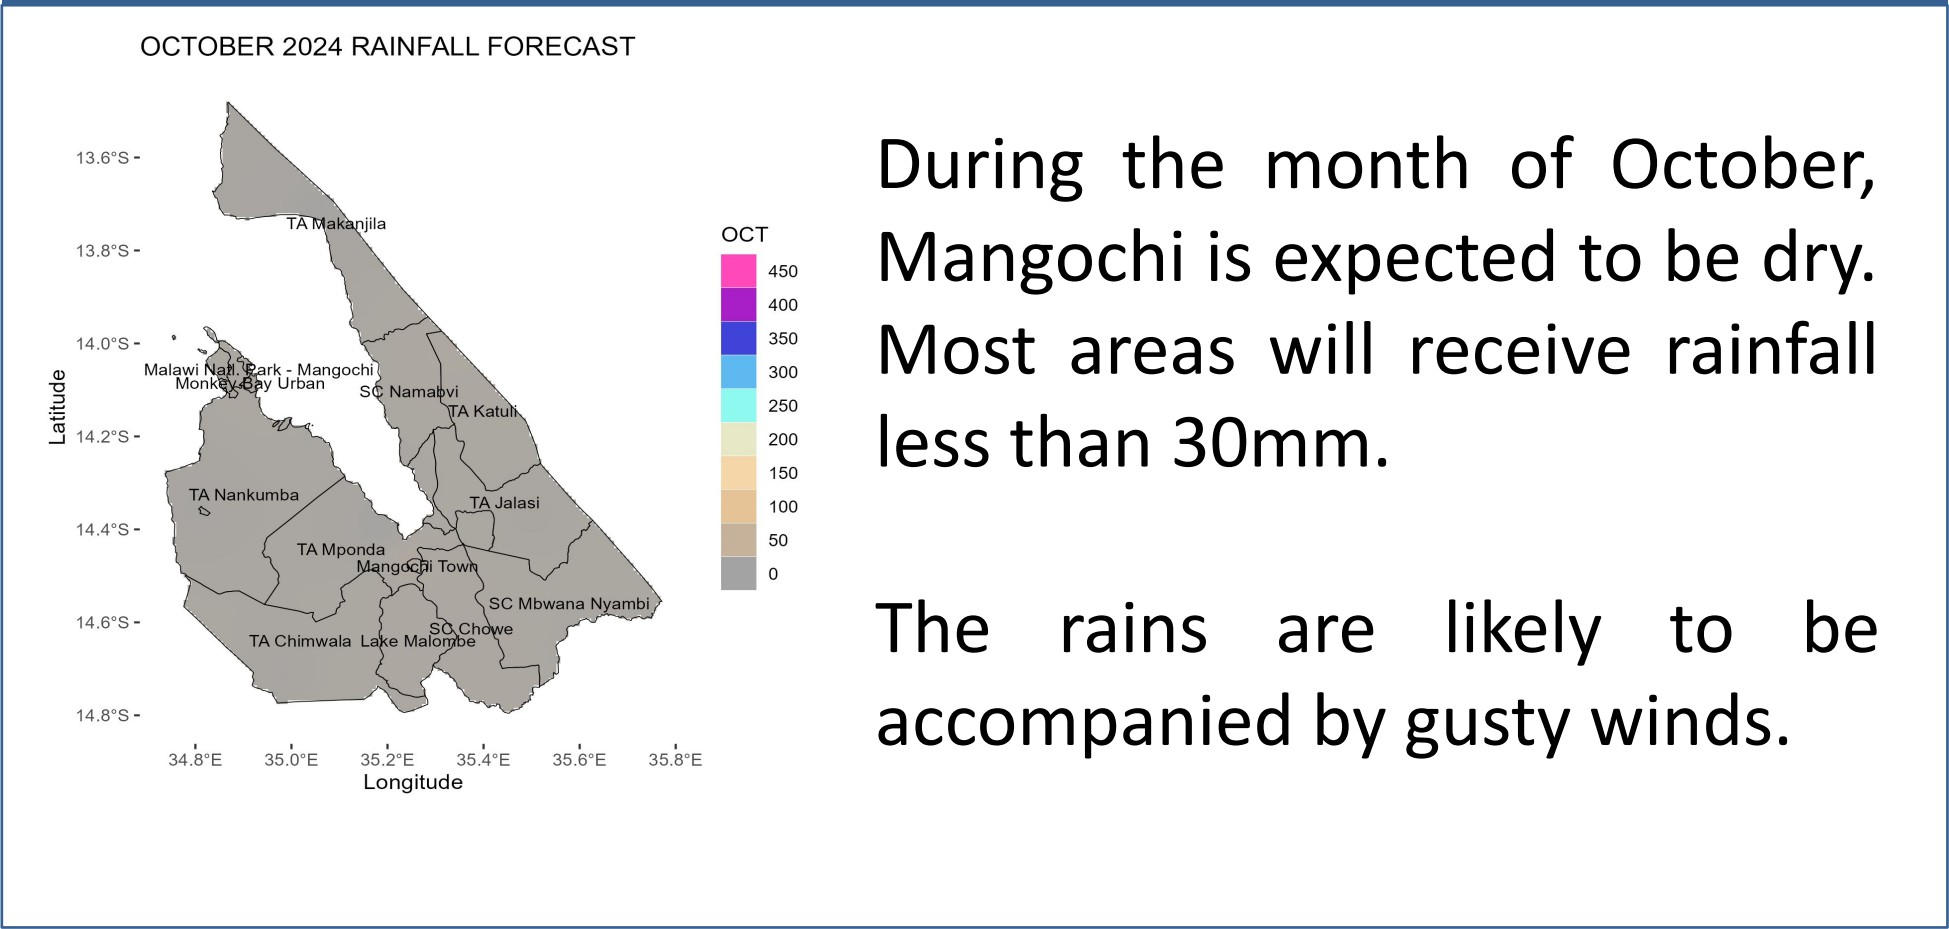 OCTOBER 2024 RAINFALL FORECAST
13.6°S
13.8°S
14.0°S
14.2°S
14.4°S
14.6°S
14.8°S
Latitude
TA Makanjila
Malawi Natl. Park - Mangochi
Monkey Bay Urban
SC Namabvi
TA Katuli
TA Nankumba
TA Jalasi
TA Mponda
Mangochi Town
SC Mbwana Nyambi
SC Chowe
TA Chimwala
Lake Malombe
34.8°E
35.0°E
35.2°E
35.4°E
35.6°E
35.8°E
Longitude
OCT
450
400
350
300
250
200
150
100
50
0
During the month of October,
Mangochi is expected to be dry.
Most areas will receive rainfall
less than 30mm.
The rains are likely to be
accompanied by gusty winds.